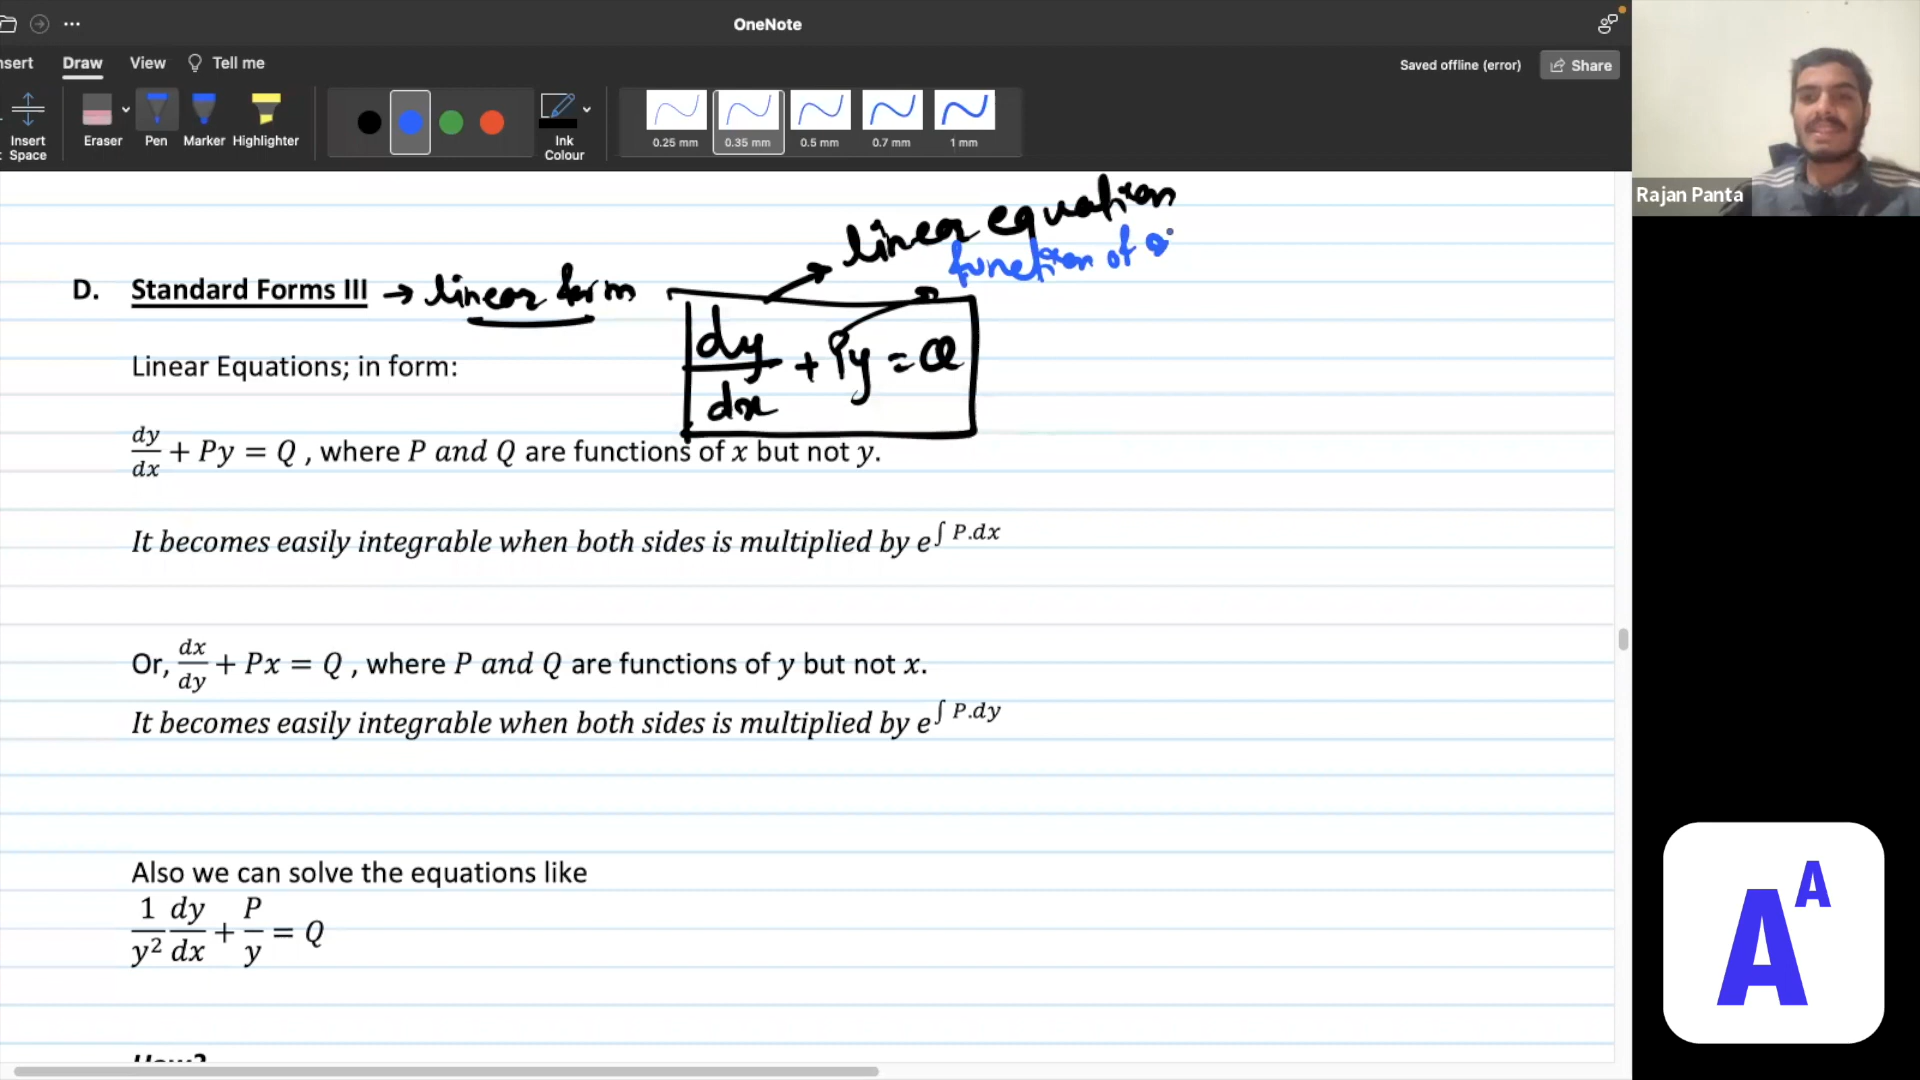 OneNote
nsert Draw View Tell me Saved offline (error) Share
Insert Space Eraser Pen Marker Highlighter Ink Colour 0.25 mm 0.35 mm 0.5 mm 0.7 mm 1 mm
Rajan Panta
linear equation
function of
D. Standard Forms III → linear form
dy/dx + Py = Q
Linear Equations; in form:
dy/dx + Py = Q , where P and Q are functions of x but not y.
It becomes easily integrable when both sides is multiplied by e^∫ P.dx
Or, dx/dy + Px = Q , where P and Q are functions of y but not x.
It becomes easily integrable when both sides is multiplied by e^∫ P.dy
Also we can solve the equations like
1/y² dy/dx + P/y = Q
A^A